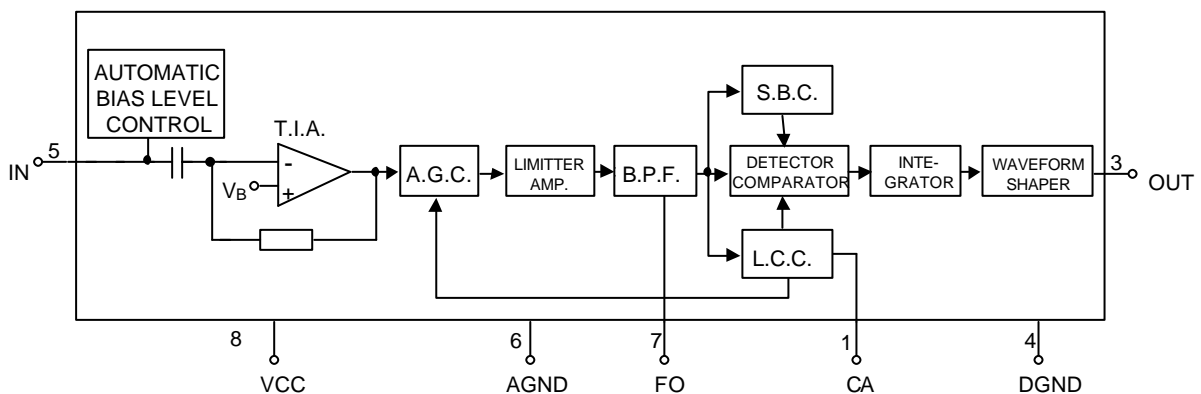 AUTOMATIC
BIAS LEVEL
CONTROL
T.I.A.
IN
5
-
+
VB
A.G.C.
LIMITTER
AMP.
B.P.F.
S.B.C.
DETECTOR
COMPARATOR
L.C.C.
INTE-
GRATOR
WAVEFORM
SHAPER
3
OUT
8
6
7
1
4
VCC
AGND
FO
CA
DGND